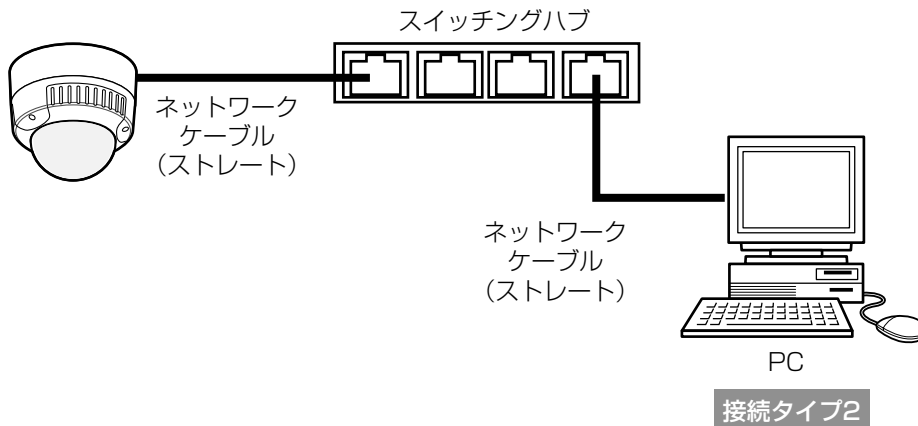 スイッチングハブ
ネットワーク
ケーブル
（ストレート）
ネットワーク
ケーブル
（ストレート）
PC
接続タイプ2